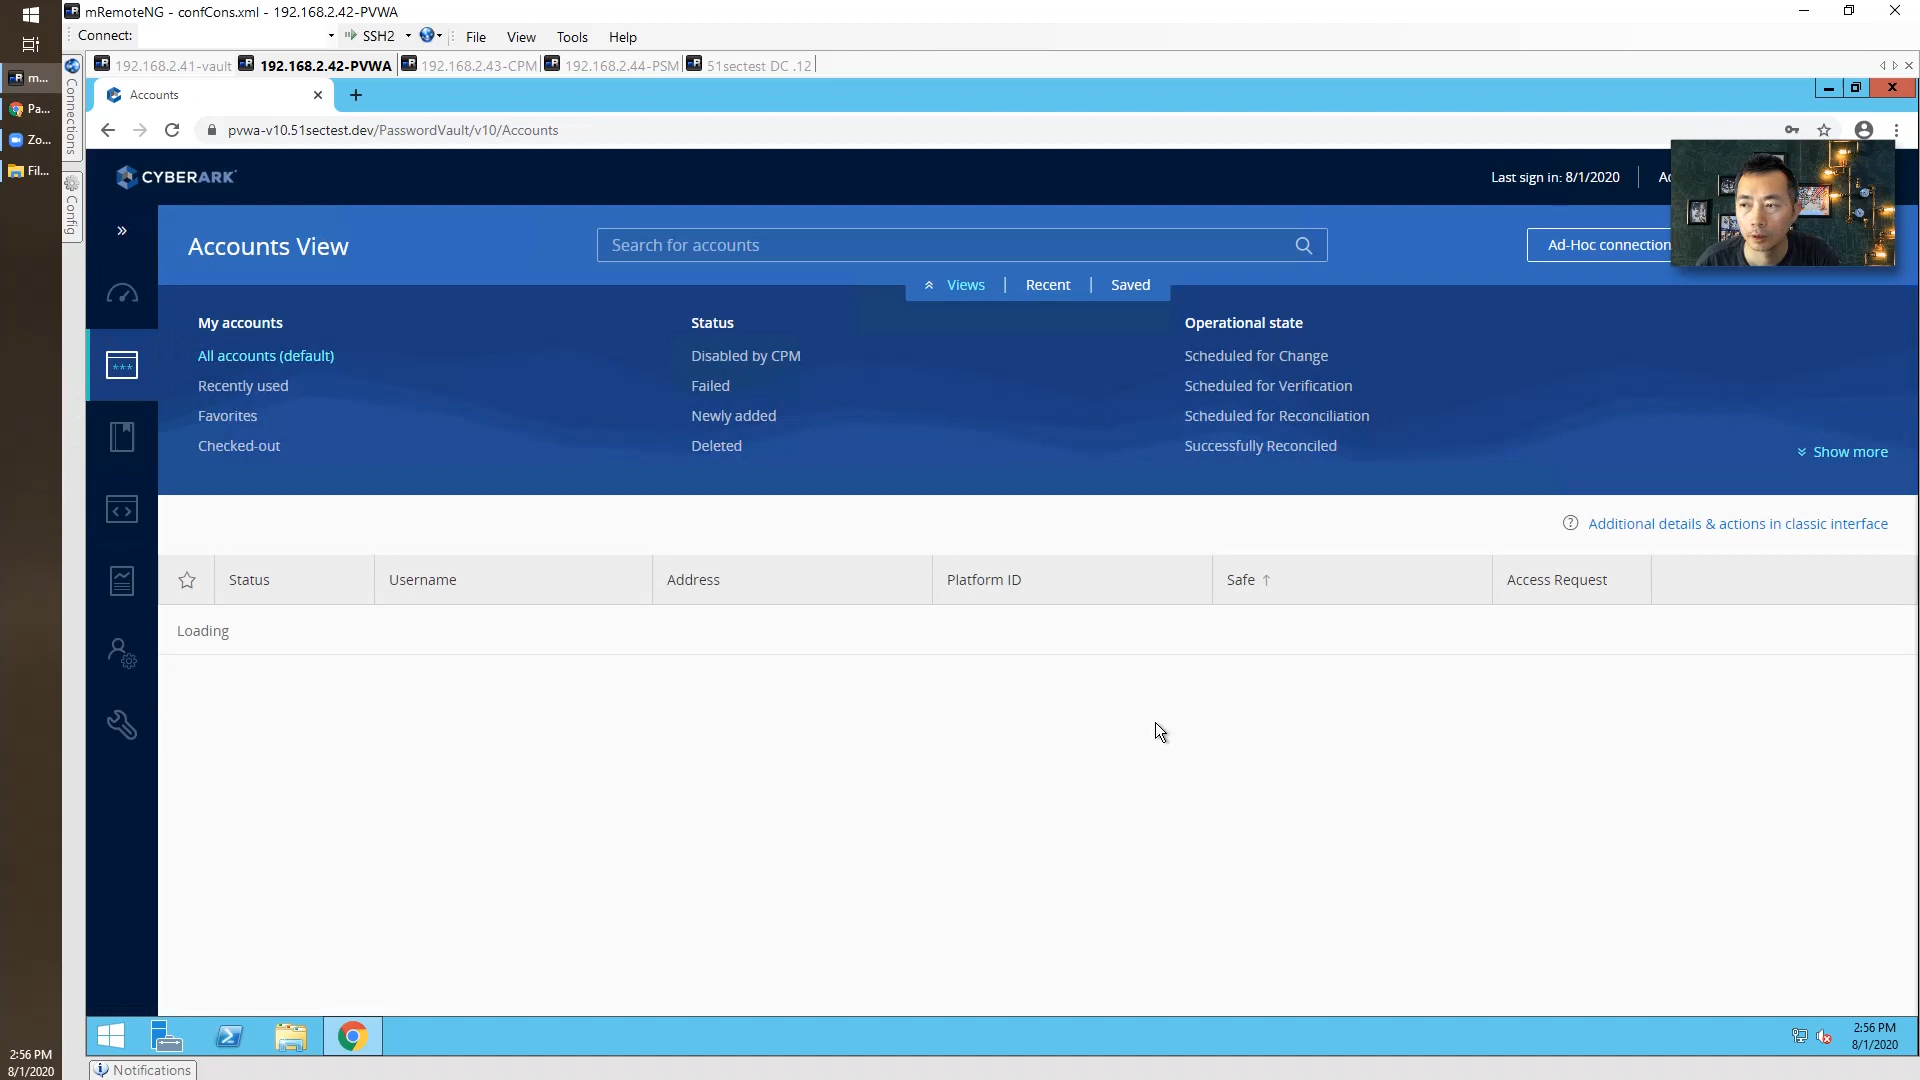 mRemoteNG - confCons.xml - 192.168.2.42-PVWA
Connect: SSH2 File View Tools Help
192.168.2.41-vault 192.168.2.42-PVWA 192.168.2.43-CPM 192.168.2.44-PSM 51sectest DC .12
m...
Pa...
Zo...
Fil...
Connections
Config
Accounts
pvwa-v10.51sectest.dev/PasswordVault/v10/Accounts
CYBERARK
Last sign in: 8/1/2020
Accounts View
Search for accounts
Ad-Hoc connection
Views Recent Saved
My accounts
All accounts (default)
Recently used
Favorites
Checked-out
Status
Disabled by CPM
Failed
Newly added
Deleted
Operational state
Scheduled for Change
Scheduled for Verification
Scheduled for Reconciliation
Successfully Reconciled
Show more
Additional details & actions in classic interface
Status Username Address Platform ID Safe Access Request
Loading
2:56 PM
8/1/2020
2:56 PM
8/1/2020
Notifications